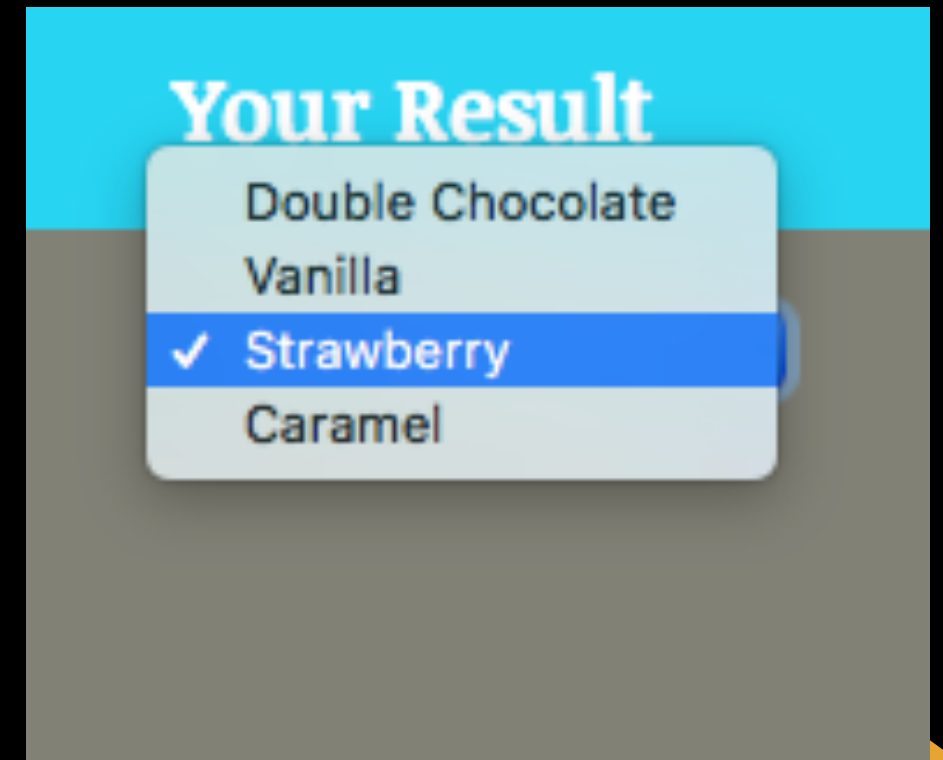 Your Result
Double Chocolate
Vanilla
✓ Strawberry
Caramel